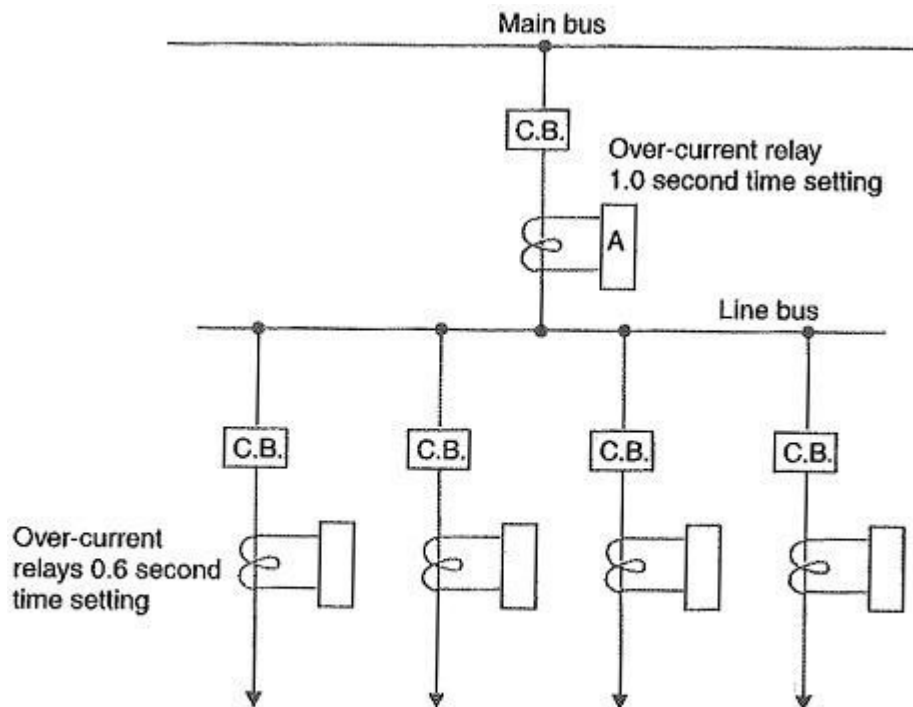 Main bus
C.B.
Over-current relay
1.0 second time setting
A
Line bus
C.B.
C.B.
C.B.
C.B.
Over-current
relays 0.6 second
time setting